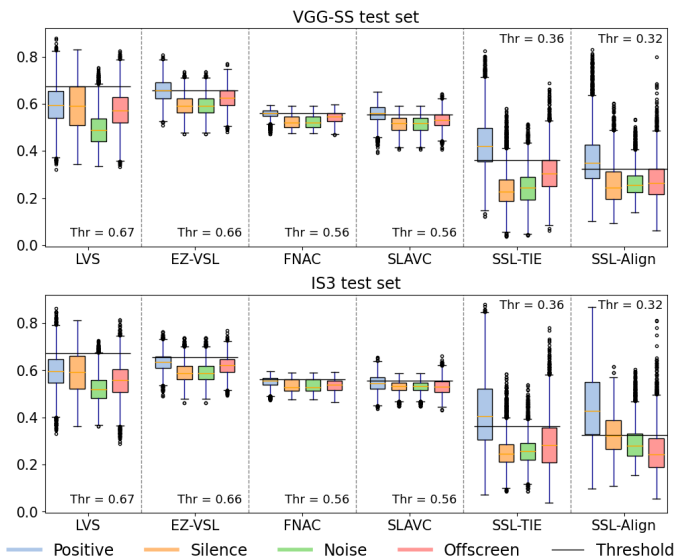 VGG-SS test set
0.8
0.6
0.4
0.2
0.0
Thr = 0.67
Thr = 0.66
Thr = 0.56
Thr = 0.56
Thr = 0.36
Thr = 0.32
LVS
EZ-VSL
FNAC
SLAVC
SSL-TIE
SSL-Align
IS3 test set
0.8
0.6
0.4
0.2
0.0
Thr = 0.67
Thr = 0.66
Thr = 0.56
Thr = 0.56
Thr = 0.36
Thr = 0.32
LVS
EZ-VSL
FNAC
SLAVC
SSL-TIE
SSL-Align
Positive
Silence
Noise
Offscreen
Threshold